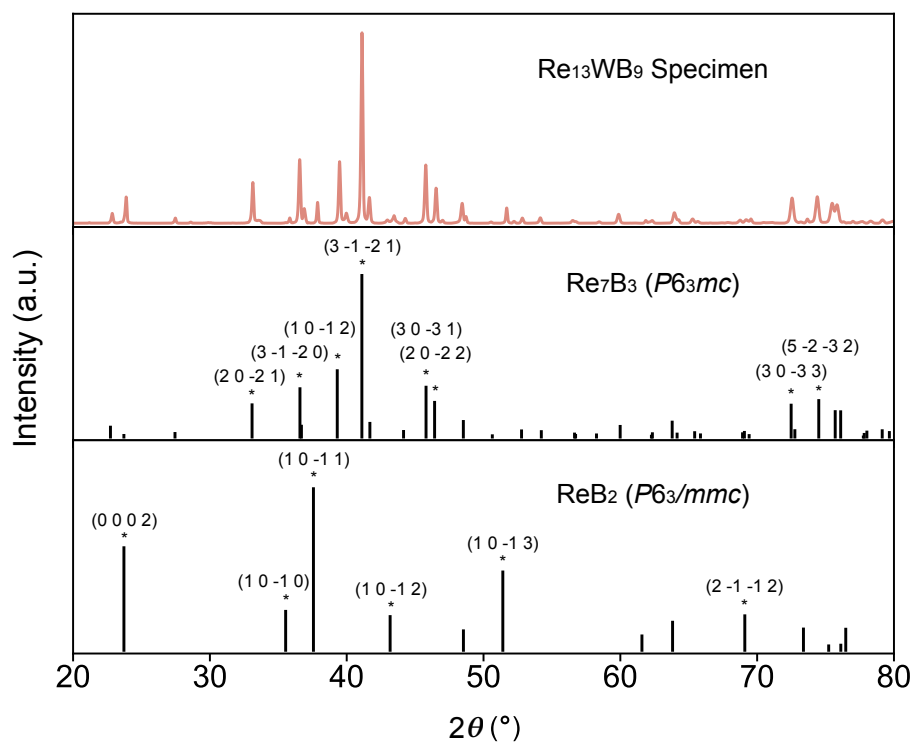 Re₁₃WB₉ Specimen
Intensity (a.u.)
(3 -1 -2 1)
*
Re₇B₃ (P6₃mc)
(1 0 -1 2)
*
(3 0 -3 1)
*
(2 0 -2 2)
*
(3 -1 -2 0)
*
(2 0 -2 1)
*
(5 -2 -3 2)
*
(3 0 -3 3)
*
(1 0 -1 1)
*
ReB₂ (P6₃/mmc)
(0 0 0 2)
*
(1 0 -1 0)
*
(1 0 -1 2)
*
(1 0 -1 3)
*
(2 -1 -1 2)
*
20 30 40 50 60 70 80
2θ (°)